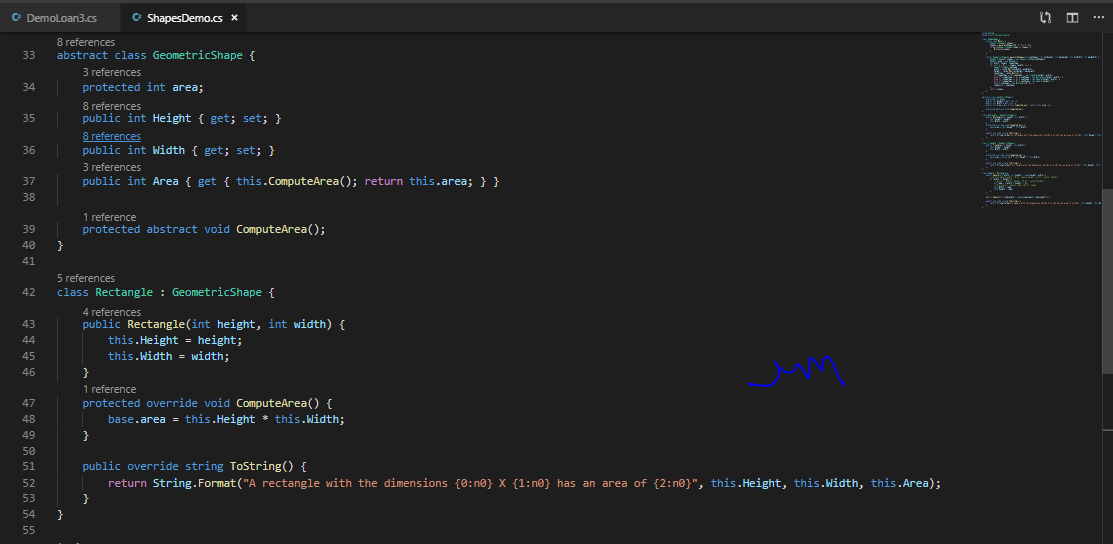 DemoLoan3.cs ShapesDemo.cs ×
8 references
33 abstract class GeometricShape {
3 references
34 protected int area;
8 references
35 public int Height { get; set; }
8 references
36 public int Width { get; set; }
3 references
37 public int Area { get { this.ComputeArea(); return this.area; } }
38
1 reference
39 protected abstract void ComputeArea();
40 }
41
5 references
42 class Rectangle : GeometricShape {
4 references
43 public Rectangle(int height, int width) {
44 this.Height = height;
45 this.Width = width;
46 }
1 reference
47 protected override void ComputeArea() {
48 base.area = this.Height * this.Width;
49 }
50
51 public override string ToString() {
52 return String.Format("A rectangle with the dimensions {0:n0} X {1:n0} has an area of {2:n0}", this.Height, this.Width, this.Area);
53 }
54 }
55